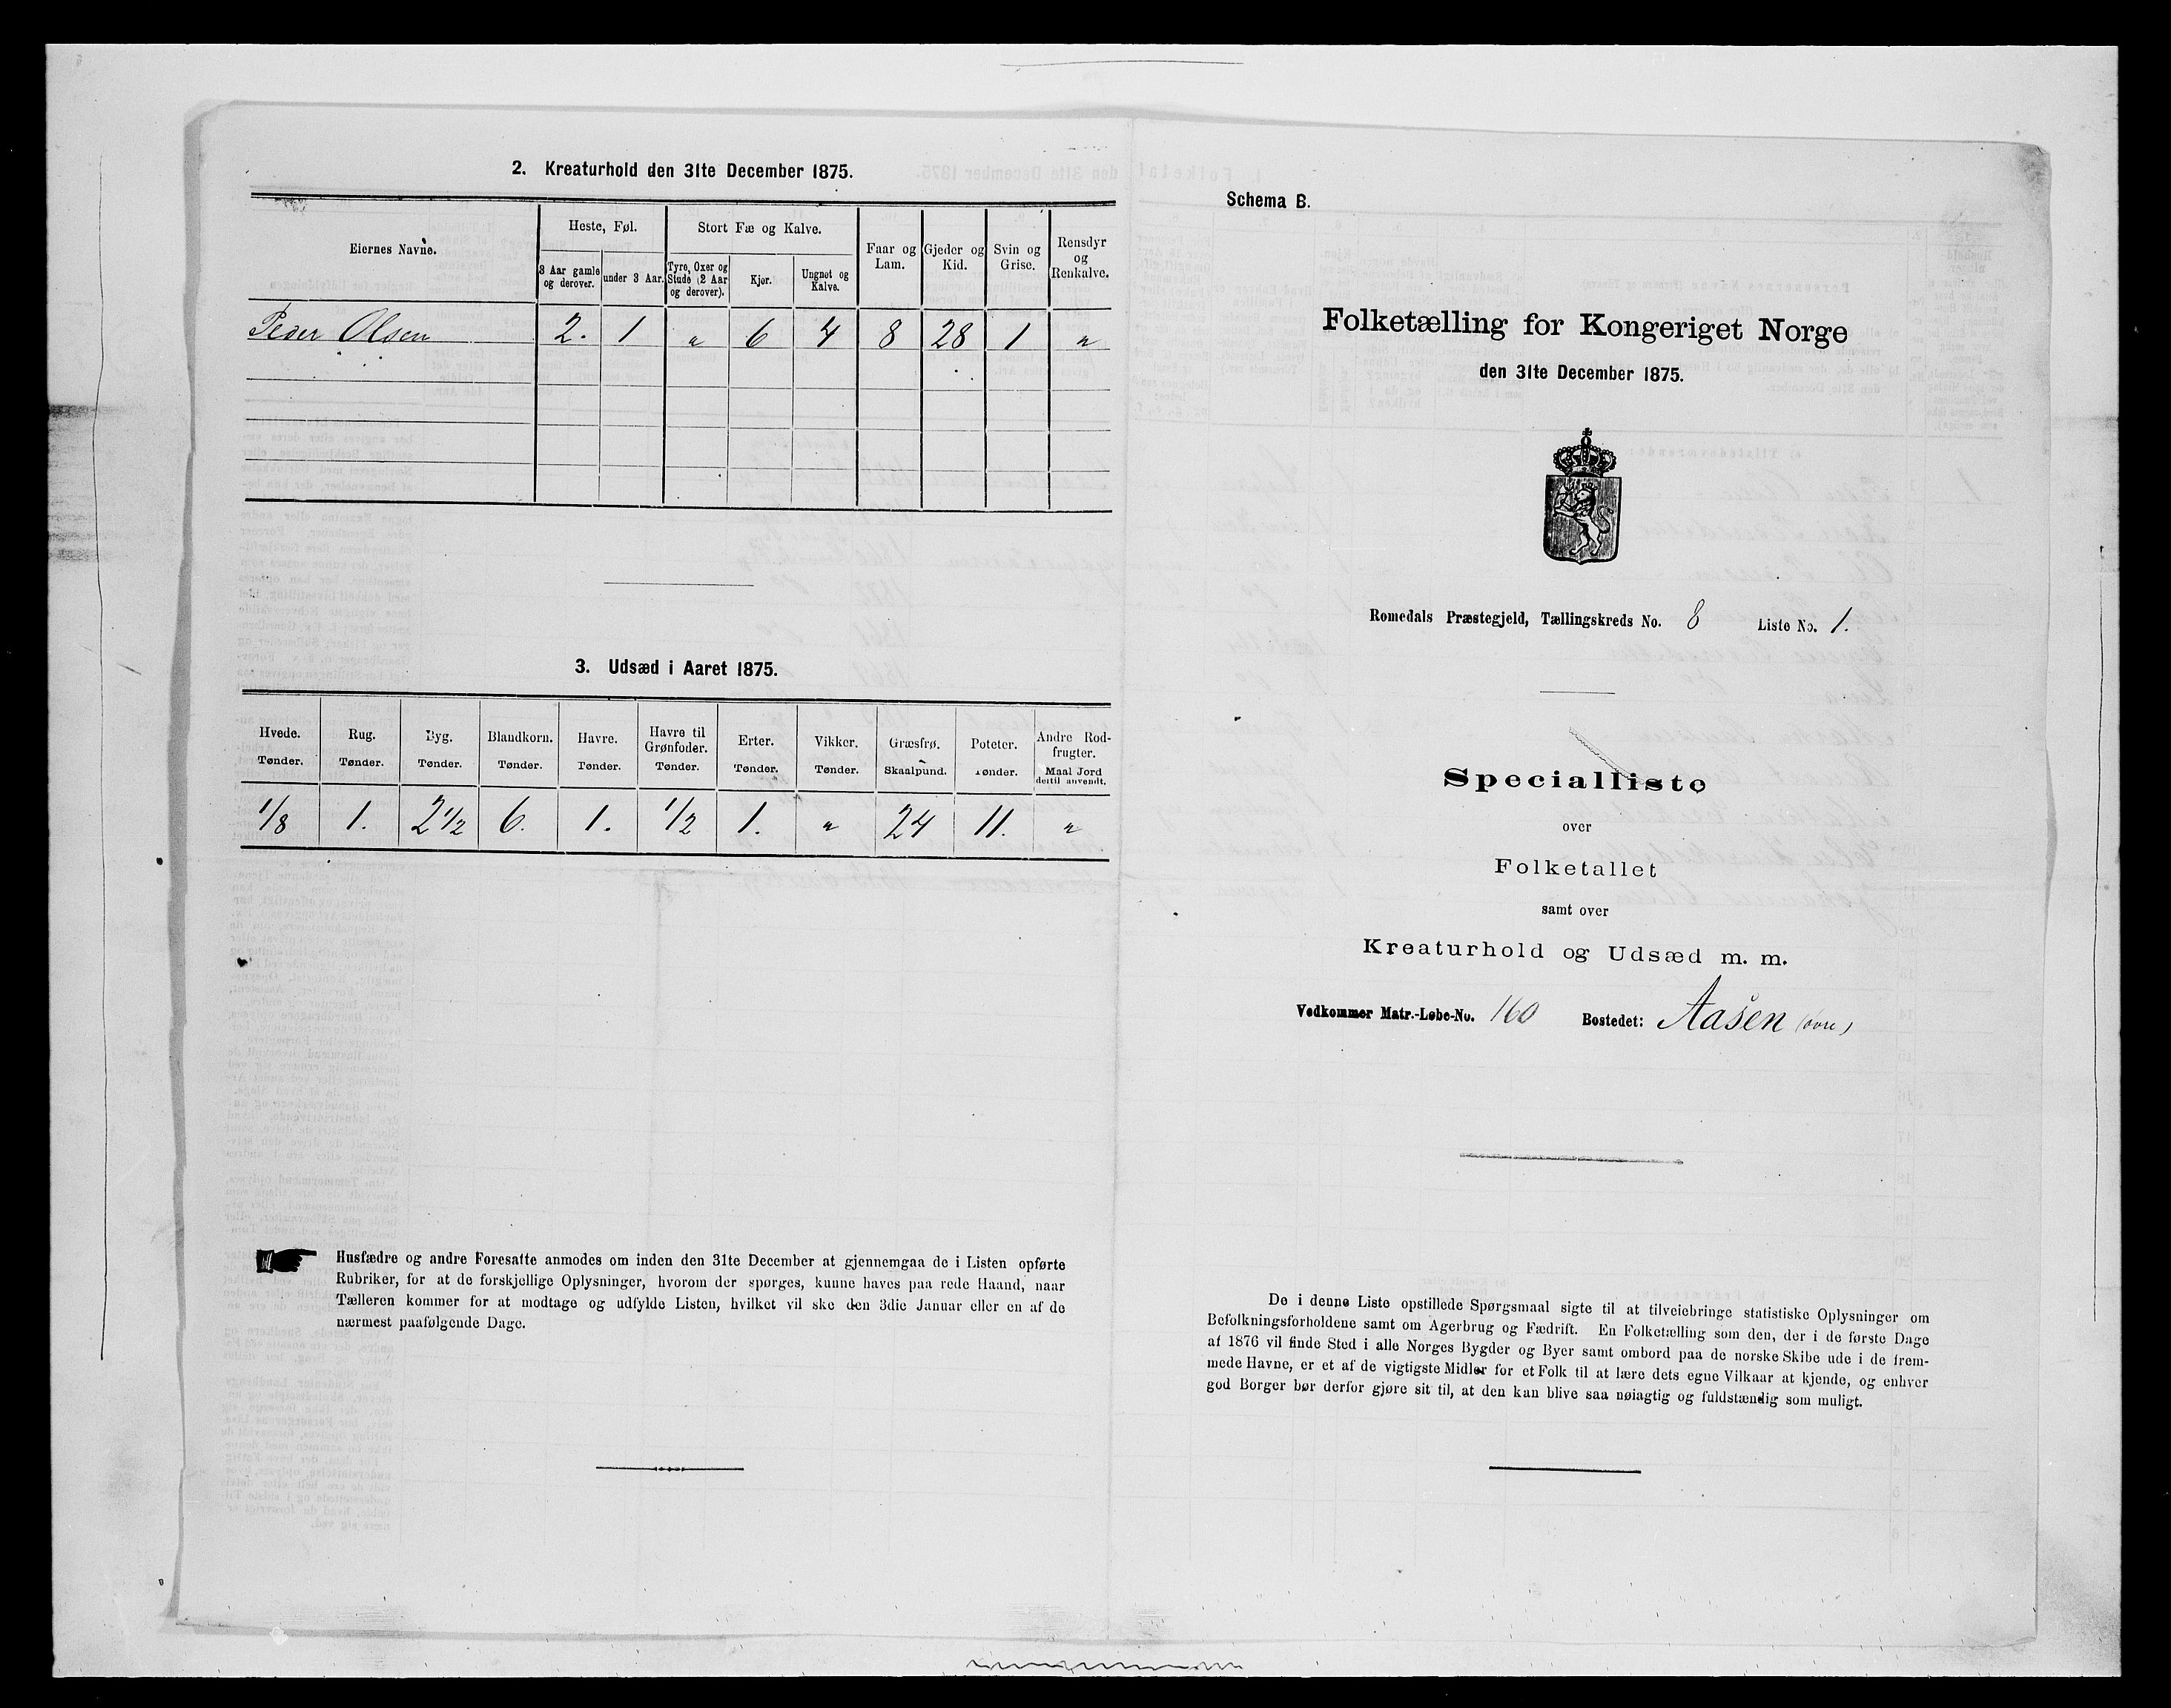 2. Kreaturhold den 31te December 1875.
Eiernes Navne.
Heste, Føl.
Stort Fæ og Kalve.
Faar og Lam.
Gjeder og Kid.
Svin og Grise.
Rensdyr og Renkalve.
3 Aar gamle og derover.
under 3 Aar.
Tyre, Oxer og Stude (2 Aar og derover).
Kjør.
Ungnøt og Kalve.
Peder Olsen 2. 1 " 6 4 8 28 1 "
3. Udsæd i Aaret 1875.
Hvede. Rug. Byg. Blandkorn. Havre. Havre til Grønfoder. Erter. Vikker. Græsfrø. Poteter. Andre Rodfrugter.
Tønder. Tønder. Tønder. Tønder. Tønder. Tønder. Tønder. Tønder. Skaalpund. Tønder. Maal Jord dertil anvendt.
1/8 1. 2 1/2 6. 1. 1/2 1. " 24 11. "
Husfædre og andre Foresatte anmodes om inden den 31te December at gjennemgaa de i Listen opførte
Rubriker, for at de forskjellige Oplysninger, hvorom der spørges, kunne haves paa rede Haand, naar
Tælleren kommer for at modtage og udfylde Listen, hvilket vil ske den 3die Januar eller en af de
nærmest paafølgende Dage.
Schema B.
Folketælling for Kongeriget Norge
den 31te December 1875.
Romedals Præstegjeld, Tællingskreds No. 8 Liste No. 1.
Specialliste
over
Folketallet
samt over
Kreaturhold og Udsæd m. m.
Vedkommer Matr.-Løbe-No. 160 Bostedet: Aasen (øvre)
De i denne Liste opstillede Spørgsmaal sigte til at tilveiebringe statistiske Oplysninger om
Befolkningsforholdene samt om Agerbrug og Fædrift. En Folketælling som den, der i de første Dage
af 1876 vil finde Sted i alle Norges Bygder og Byer samt ombord paa de norske Skibe ude i de frem-
mede Havne, er et af de vigtigste Midler for et Folk til at lære dets egne Vilkaar at kjende, og enhver
god Borger bør derfor gjøre sit til, at den kan blive saa nøiagtig og fuldstændig som muligt.